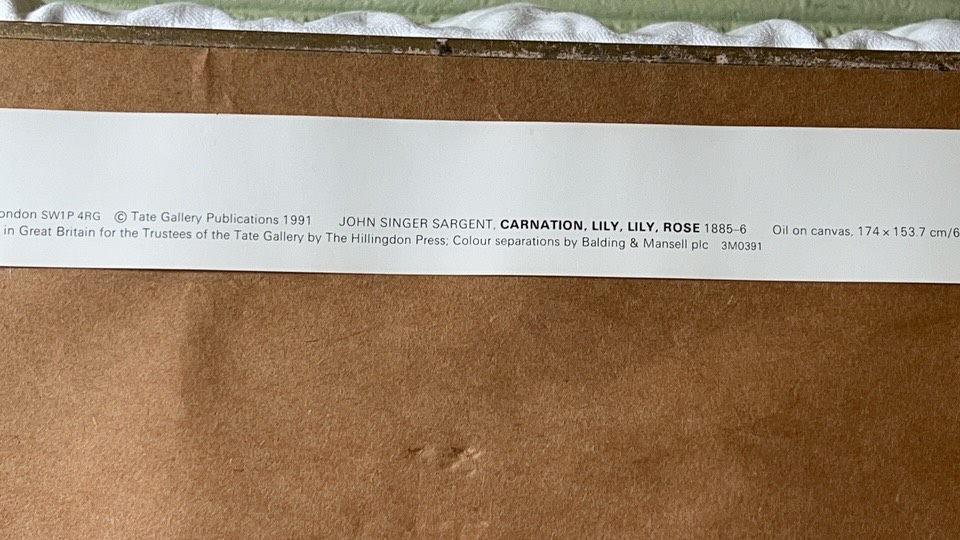 ondon SW1P 4RG © Tate Gallery Publications 1991 JOHN SINGER SARGENT, CARNATION, LILY, LILY, ROSE 1885–6 Oil on canvas, 174 × 153.7 cm/6
in Great Britain for the Trustees of the Tate Gallery by The Hillingdon Press; Colour separations by Balding & Mansell plc 3M0391